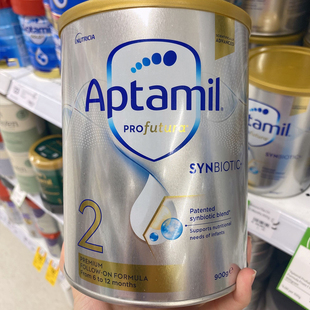 NUTRICIA
Aptamil
PROfutura
SYNBIOTIC+
2
Patented
synbiotic blend
Supports nutritional
needs of infants
PREMIUM
FOLLOW-ON FORMULA
From 6 to 12 months
900g e
Aptamil
SYNBIOTIC+